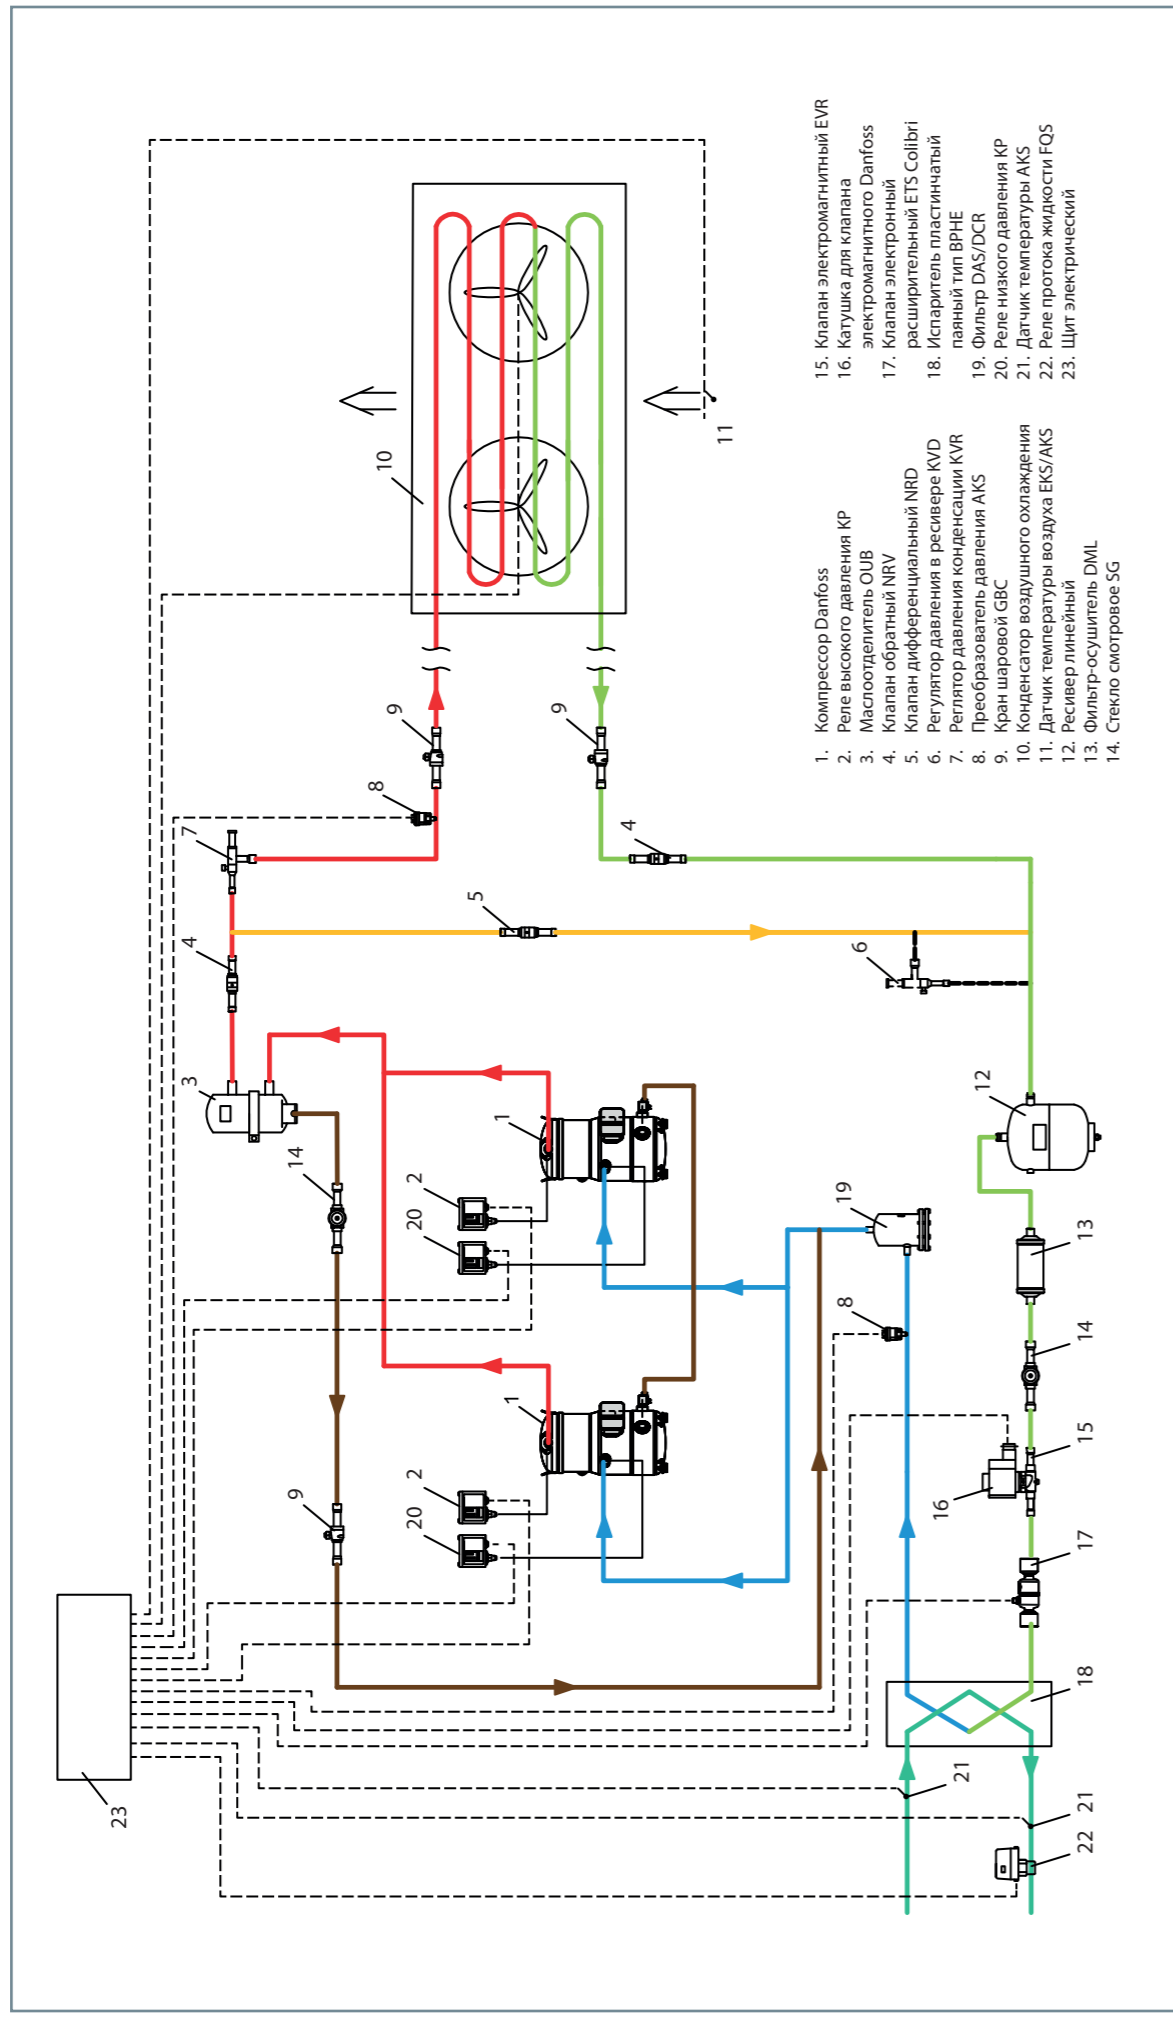 23
3
4
7
9
14
8
10
9
20
2
20
2
5
1
1
9
4
11
8
19
6
16
21
12
22
21
18
17
15
14
13
1. Компрессор Danfoss
2. Реле высокого давления KP
3. Маслоотделитель OUB
4. Клапан обратный NRV
5. Клапан дифференциальный NRD
6. Регулятор давления в ресивере KVD
7. Реглятор давления конденсации KVR
8. Преобразователь давления AKS
9. Кран шаровой GBC
10. Конденсатор воздушного охлаждения
11. Датчик температуры воздуха EKS/AKS
12. Ресивер линейный
13. Фильтр-осушитель DML
14. Стекло смотровое SG
15. Клапан электромагнитный EVR
16. Катушка для клапана
электромагнитного Danfoss
17. Клапан электронный
расширительный ETS Colibri
18. Испаритель пластинчатый
паяный тип BPHE
19. Фильтр DAS/DCR
20. Реле низкого давления KP
21. Датчик температуры AKS
22. Реле протока жидкости FQS
23. Щит электрический